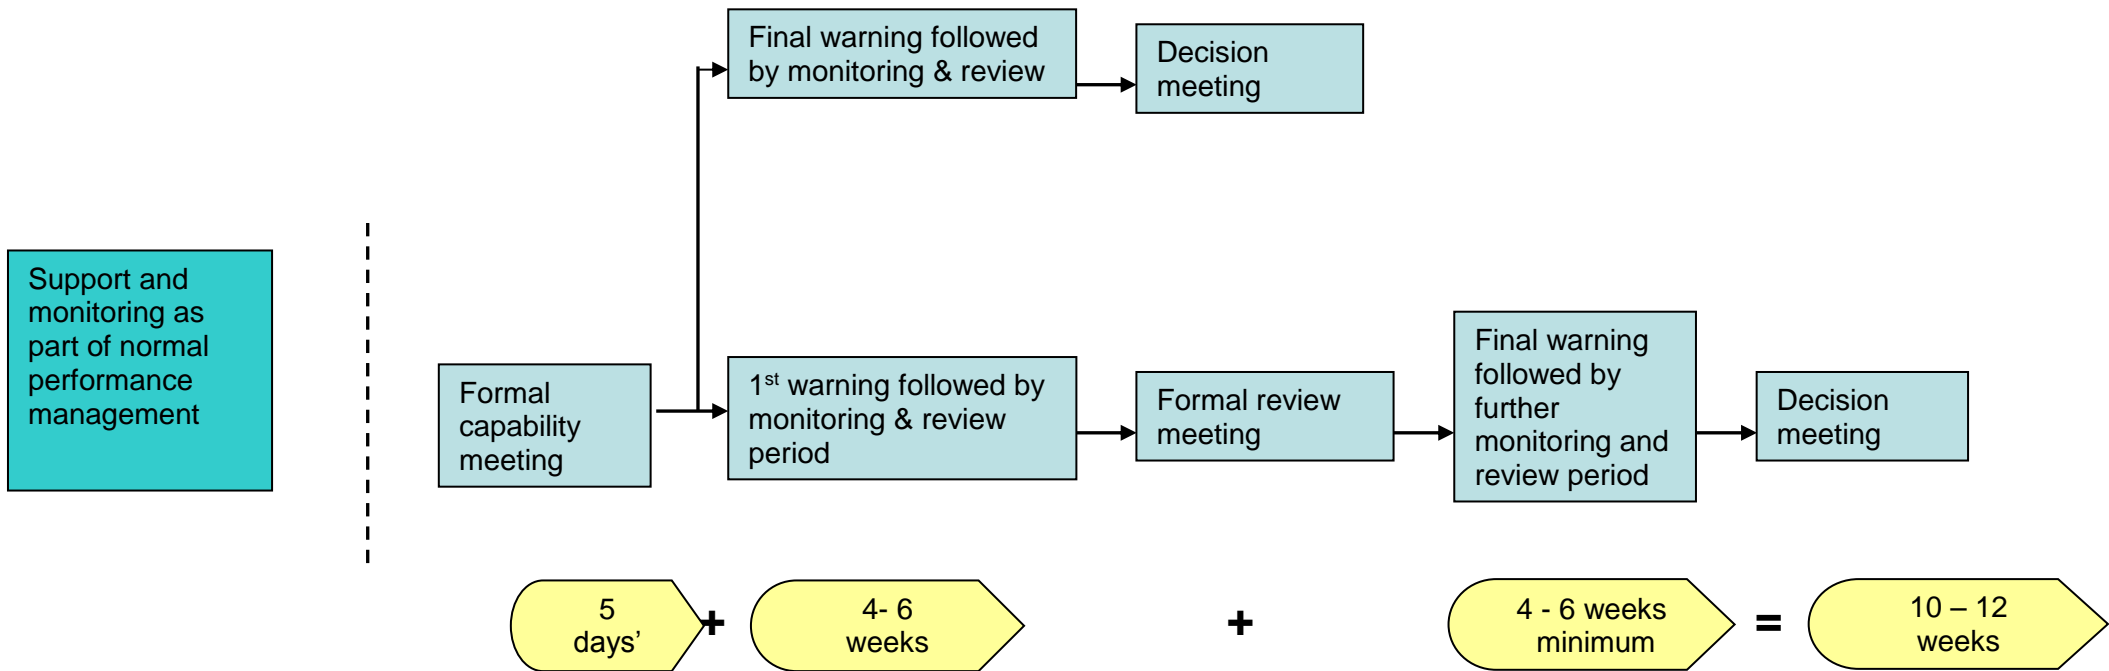 Final warning followed
by monitoring & review
Decision
meeting
Support and
monitoring as
part of normal
performance
management
Formal
capability
meeting
1st warning followed by
monitoring & review
period
Formal review
meeting
Final warning
followed by
further
monitoring and
review period
Decision
meeting
5
days’
+
4- 6
weeks
+
4 - 6 weeks
minimum
=
10 – 12
weeks